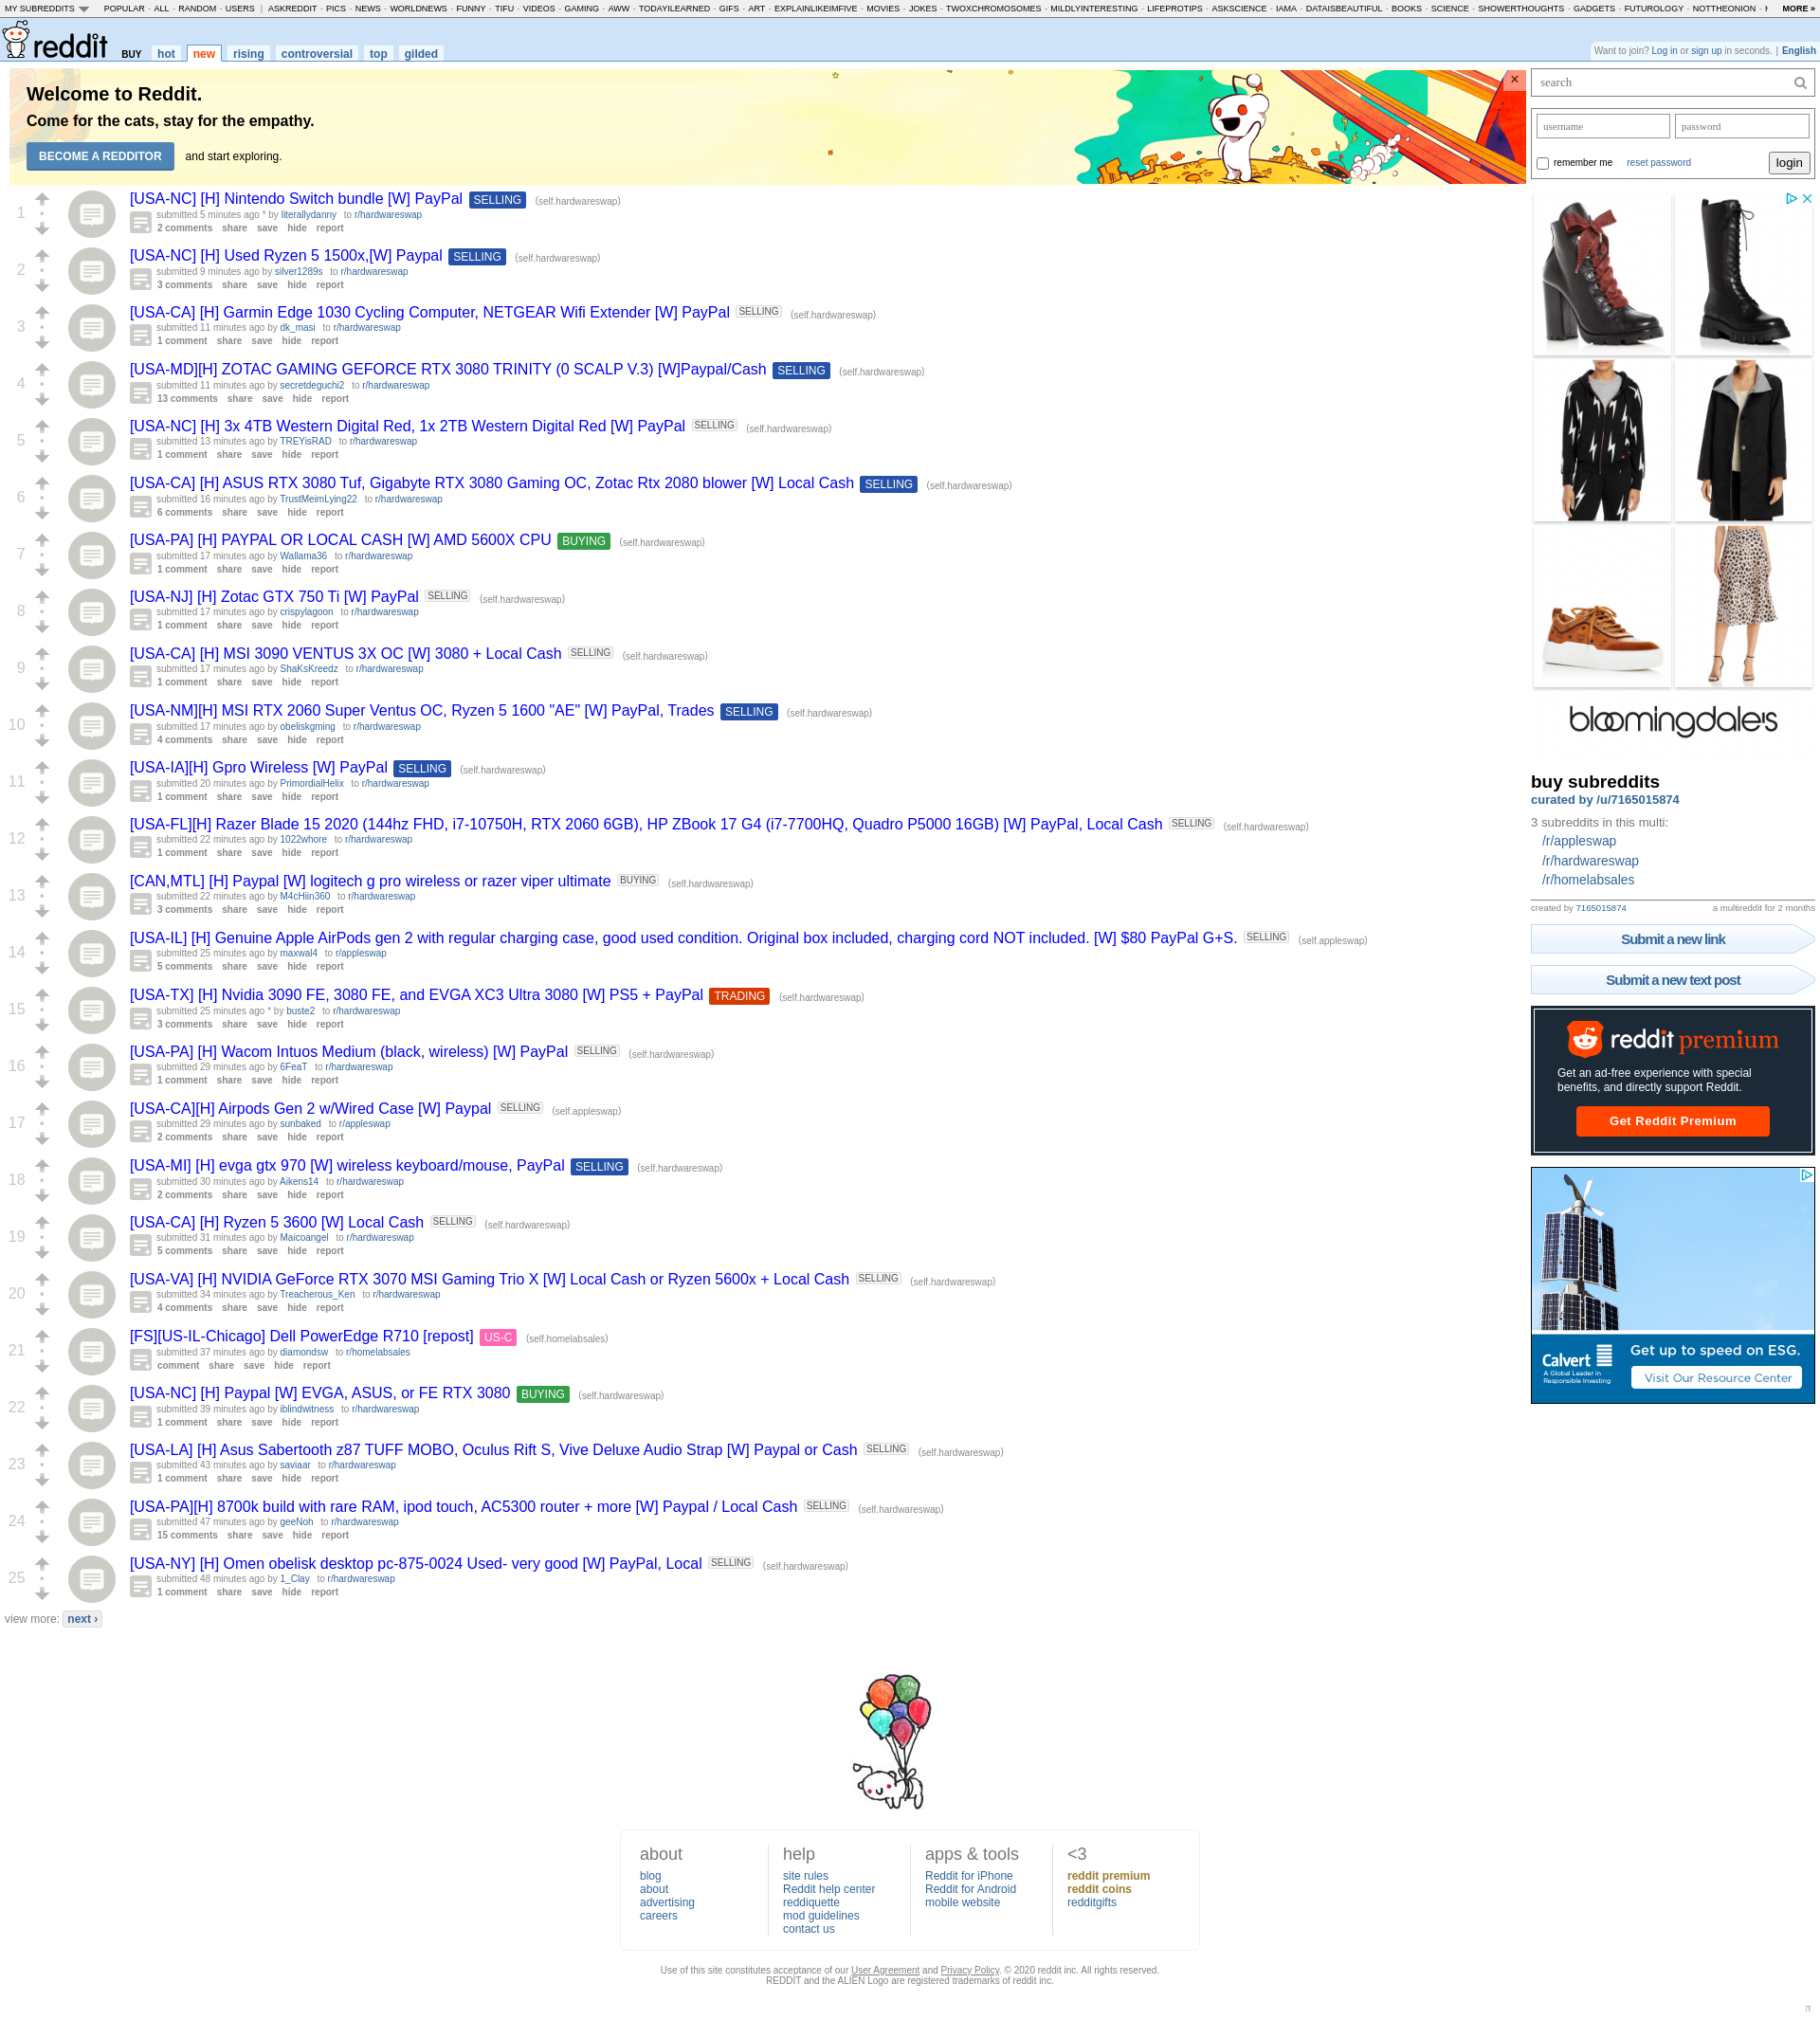 MY SUBREDDITS POPULAR - ALL - RANDOM - USERS | ASKREDDIT - PICS - NEWS - WORLDNEWS - FUNNY - TIFU - VIDEOS - GAMING - AWW - TODAYILEARNED - GIFS - ART - EXPLAINLIKEIMFIVE - MOVIES - JOKES - TWOXCHROMOSOMES - MILDLYINTERESTING - LIFEPROTIPS - ASKSCIENCE - IAMA - DATAISBEAUTIFUL - BOOKS - SCIENCE - SHOWERTHOUGHTS - GADGETS - FUTUROLOGY - NOTTHEONION - MORE »
reddit BUY hot new rising controversial top gilded
Want to join? Log in or sign up in seconds. | English
Welcome to Reddit.
Come for the cats, stay for the empathy.
BECOME A REDDITOR and start exploring.
×
1
[USA-NC] [H] Nintendo Switch bundle [W] PayPal SELLING (self.hardwareswap)
submitted 5 minutes ago * by literallydanny to r/hardwareswap
2 comments share save hide report
2
[USA-NC] [H] Used Ryzen 5 1500x,[W] Paypal SELLING (self.hardwareswap)
submitted 9 minutes ago by silver1289s to r/hardwareswap
3 comments share save hide report
3
[USA-CA] [H] Garmin Edge 1030 Cycling Computer, NETGEAR Wifi Extender [W] PayPal SELLING (self.hardwareswap)
submitted 11 minutes ago by dk_masi to r/hardwareswap
1 comment share save hide report
4
[USA-MD][H] ZOTAC GAMING GEFORCE RTX 3080 TRINITY (0 SCALP V.3) [W]Paypal/Cash SELLING (self.hardwareswap)
submitted 11 minutes ago by secretdeguchi2 to r/hardwareswap
13 comments share save hide report
5
[USA-NC] [H] 3x 4TB Western Digital Red, 1x 2TB Western Digital Red [W] PayPal SELLING (self.hardwareswap)
submitted 13 minutes ago by TREYisRAD to r/hardwareswap
1 comment share save hide report
6
[USA-CA] [H] ASUS RTX 3080 Tuf, Gigabyte RTX 3080 Gaming OC, Zotac Rtx 2080 blower [W] Local Cash SELLING (self.hardwareswap)
submitted 16 minutes ago by TrustMeimLying22 to r/hardwareswap
6 comments share save hide report
7
[USA-PA] [H] PAYPAL OR LOCAL CASH [W] AMD 5600X CPU BUYING (self.hardwareswap)
submitted 17 minutes ago by Wallama36 to r/hardwareswap
1 comment share save hide report
8
[USA-NJ] [H] Zotac GTX 750 Ti [W] PayPal SELLING (self.hardwareswap)
submitted 17 minutes ago by crispylagoon to r/hardwareswap
1 comment share save hide report
9
[USA-CA] [H] MSI 3090 VENTUS 3X OC [W] 3080 + Local Cash SELLING (self.hardwareswap)
submitted 17 minutes ago by ShaKsKreedz to r/hardwareswap
1 comment share save hide report
10
[USA-NM][H] MSI RTX 2060 Super Ventus OC, Ryzen 5 1600 "AE" [W] PayPal, Trades SELLING (self.hardwareswap)
submitted 17 minutes ago by obeliskgming to r/hardwareswap
4 comments share save hide report
11
[USA-IA][H] Gpro Wireless [W] PayPal SELLING (self.hardwareswap)
submitted 20 minutes ago by PrimordialHelix to r/hardwareswap
1 comment share save hide report
12
[USA-FL][H] Razer Blade 15 2020 (144hz FHD, i7-10750H, RTX 2060 6GB), HP ZBook 17 G4 (i7-7700HQ, Quadro P5000 16GB) [W] PayPal, Local Cash SELLING (self.hardwareswap)
submitted 22 minutes ago by 1022whore to r/hardwareswap
1 comment share save hide report
13
[CAN,MTL] [H] Paypal [W] logitech g pro wireless or razer viper ultimate BUYING (self.hardwareswap)
submitted 22 minutes ago by M4cHiin360 to r/hardwareswap
3 comments share save hide report
14
[USA-IL] [H] Genuine Apple AirPods gen 2 with regular charging case, good used condition. Original box included, charging cord NOT included. [W] $80 PayPal G+S. SELLING (self.appleswap)
submitted 25 minutes ago by maxwal4 to r/appleswap
5 comments share save hide report
15
[USA-TX] [H] Nvidia 3090 FE, 3080 FE, and EVGA XC3 Ultra 3080 [W] PS5 + PayPal TRADING (self.hardwareswap)
submitted 25 minutes ago * by buste2 to r/hardwareswap
3 comments share save hide report
16
[USA-PA] [H] Wacom Intuos Medium (black, wireless) [W] PayPal SELLING (self.hardwareswap)
submitted 29 minutes ago by 6FeaT to r/hardwareswap
1 comment share save hide report
17
[USA-CA][H] Airpods Gen 2 w/Wired Case [W] Paypal SELLING (self.appleswap)
submitted 29 minutes ago by sunbaked to r/appleswap
2 comments share save hide report
18
[USA-MI] [H] evga gtx 970 [W] wireless keyboard/mouse, PayPal SELLING (self.hardwareswap)
submitted 30 minutes ago by Aikens14 to r/hardwareswap
2 comments share save hide report
19
[USA-CA] [H] Ryzen 5 3600 [W] Local Cash SELLING (self.hardwareswap)
submitted 31 minutes ago by Maicoangel to r/hardwareswap
5 comments share save hide report
20
[USA-VA] [H] NVIDIA GeForce RTX 3070 MSI Gaming Trio X [W] Local Cash or Ryzen 5600x + Local Cash SELLING (self.hardwareswap)
submitted 34 minutes ago by Treacherous_Ken to r/hardwareswap
4 comments share save hide report
21
[FS][US-IL-Chicago] Dell PowerEdge R710 [repost] US-C (self.homelabsales)
submitted 37 minutes ago by diamondsw to r/homelabsales
comment share save hide report
22
[USA-NC] [H] Paypal [W] EVGA, ASUS, or FE RTX 3080 BUYING (self.hardwareswap)
submitted 39 minutes ago by iblindwitness to r/hardwareswap
1 comment share save hide report
23
[USA-LA] [H] Asus Sabertooth z87 TUFF MOBO, Oculus Rift S, Vive Deluxe Audio Strap [W] Paypal or Cash SELLING (self.hardwareswap)
submitted 43 minutes ago by saviaar to r/hardwareswap
1 comment share save hide report
24
[USA-PA][H] 8700k build with rare RAM, ipod touch, AC5300 router + more [W] Paypal / Local Cash SELLING (self.hardwareswap)
submitted 47 minutes ago by geeNoh to r/hardwareswap
15 comments share save hide report
25
[USA-NY] [H] Omen obelisk desktop pc-875-0024 Used- very good [W] PayPal, Local SELLING (self.hardwareswap)
submitted 48 minutes ago by 1_Clay to r/hardwareswap
1 comment share save hide report
view more: next ›
search
username password
remember me reset password login
bloomingdale's
buy subreddits
curated by /u/7165015874
3 subreddits in this multi:
/r/appleswap
/r/hardwareswap
/r/homelabsales
created by 7165015874 a multireddit for 2 months
Submit a new link
Submit a new text post
reddit premium
Get an ad-free experience with special
benefits, and directly support Reddit.
Get Reddit Premium
Calvert
A Global Leader in
Responsible Investing
Get up to speed on ESG.
Visit Our Resource Center
about
blog
about
advertising
careers
help
site rules
Reddit help center
reddiquette
mod guidelines
contact us
apps & tools
Reddit for iPhone
Reddit for Android
mobile website
<3
reddit premium
reddit coins
redditgifts
Use of this site constitutes acceptance of our User Agreement and Privacy Policy. © 2020 reddit inc. All rights reserved.
REDDIT and the ALIEN Logo are registered trademarks of reddit inc.
π